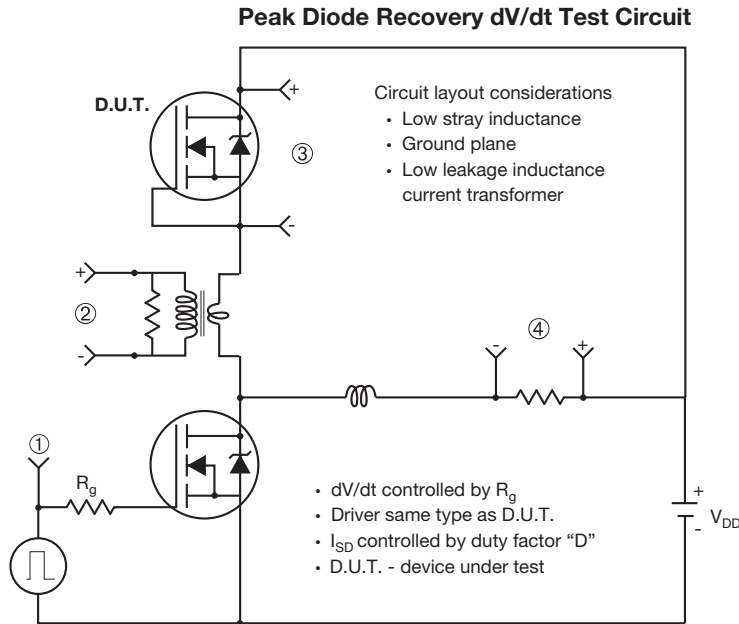 Peak Diode Recovery dV/dt Test Circuit
+
D.U.T.
Circuit layout considerations
• Low stray inductance
• Ground plane
• Low leakage inductance
current transformer
③
-
+
②
-
-
④
+
①
Rg
• dV/dt controlled by Rg
• Driver same type as D.U.T.
• ISD controlled by duty factor “D”
• D.U.T. - device under test
+
VDD
-